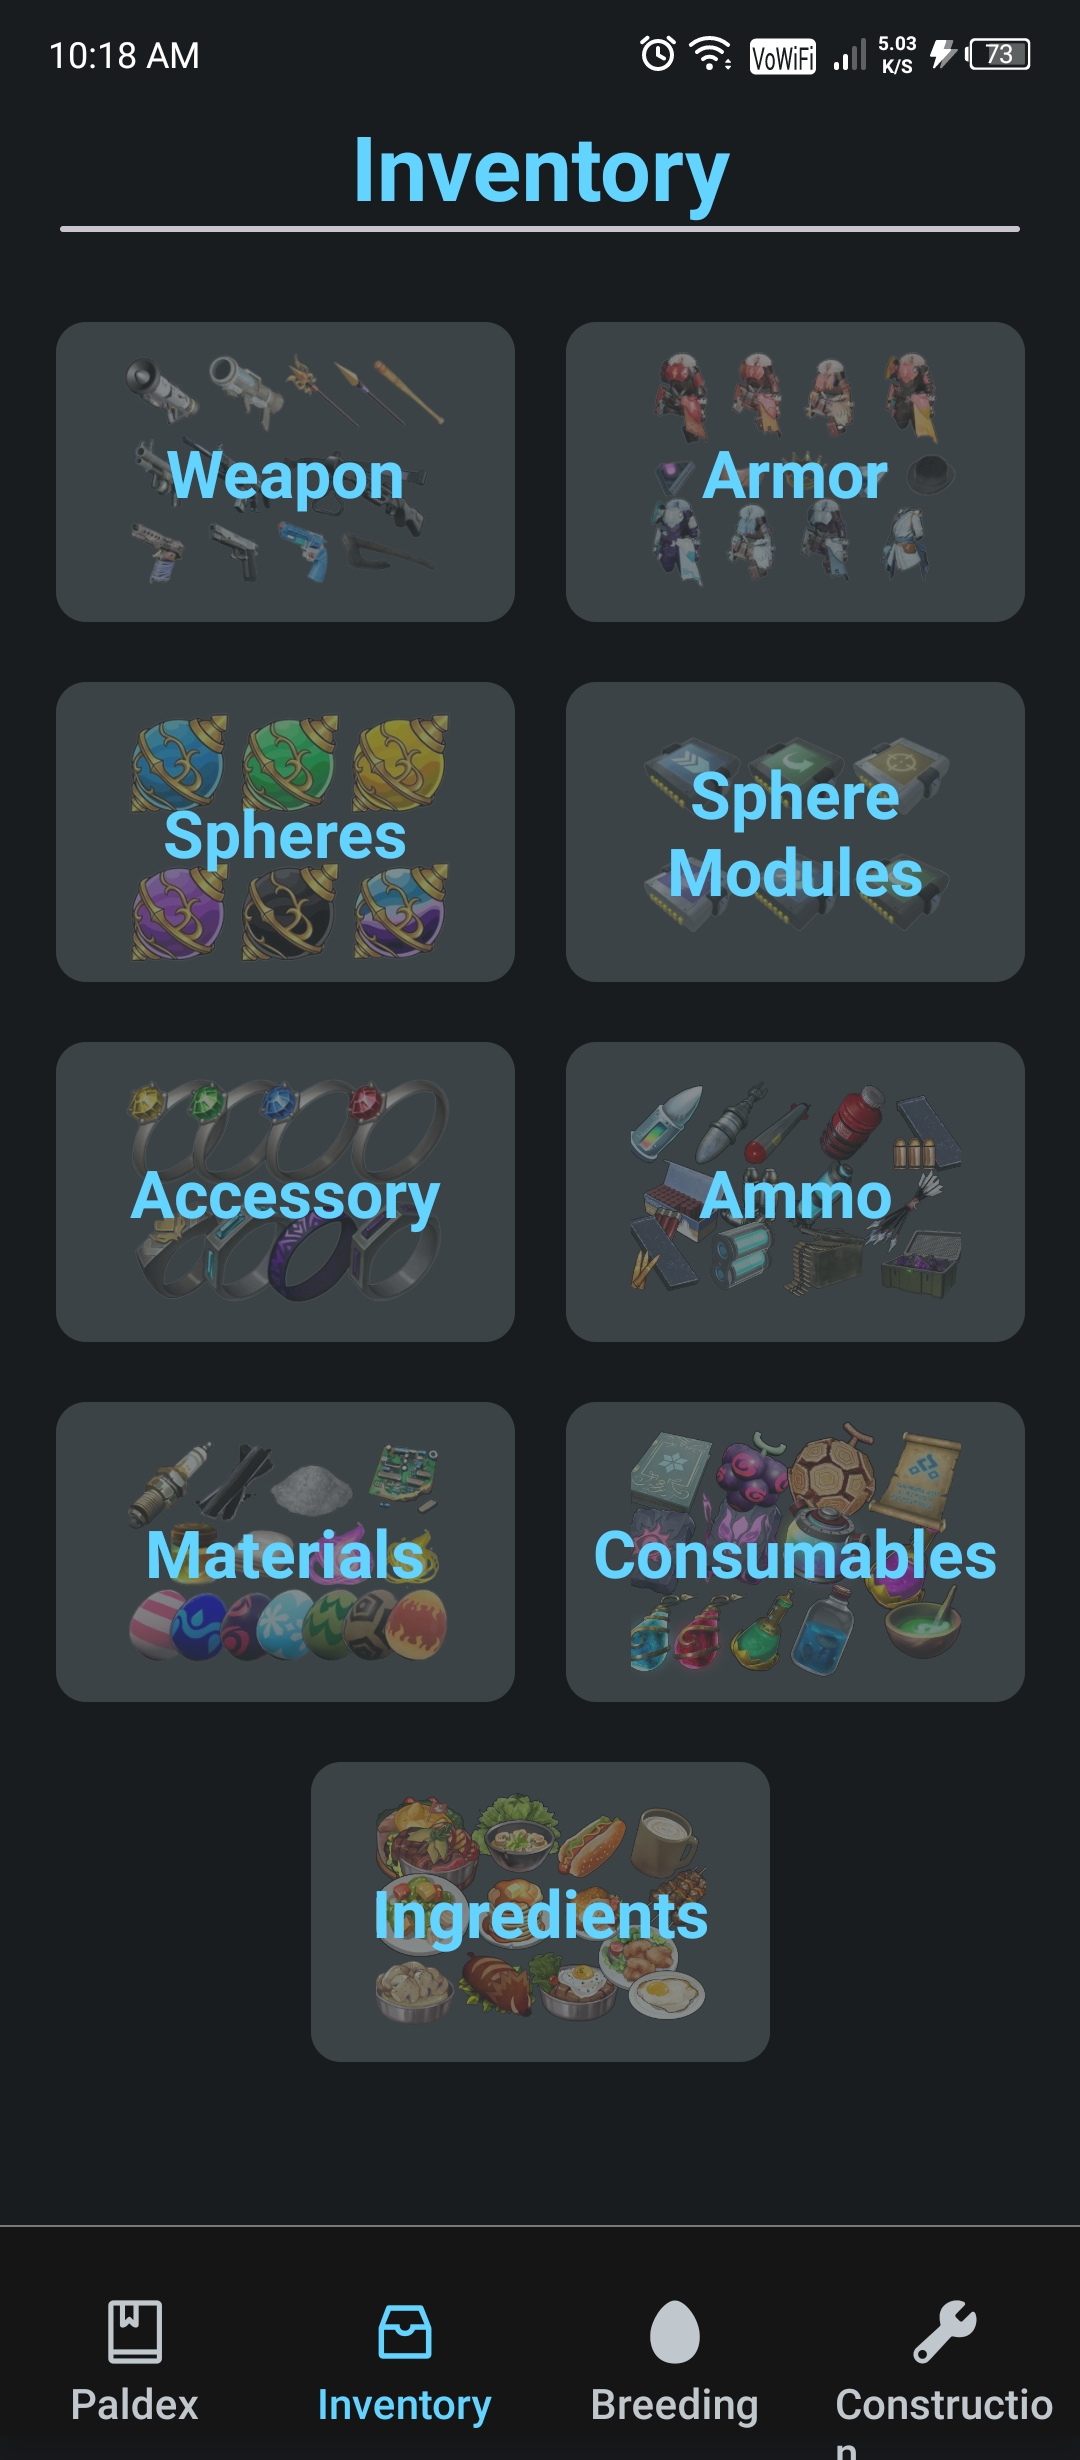 10:18 AM
VoWiFi
5.03
K/S
73
Inventory
Weapon
Armor
Spheres
Sphere
Modules
Accessory
Ammo
Materials
Consumables
Ingredients
Paldex
Inventory
Breeding
Constructio
n